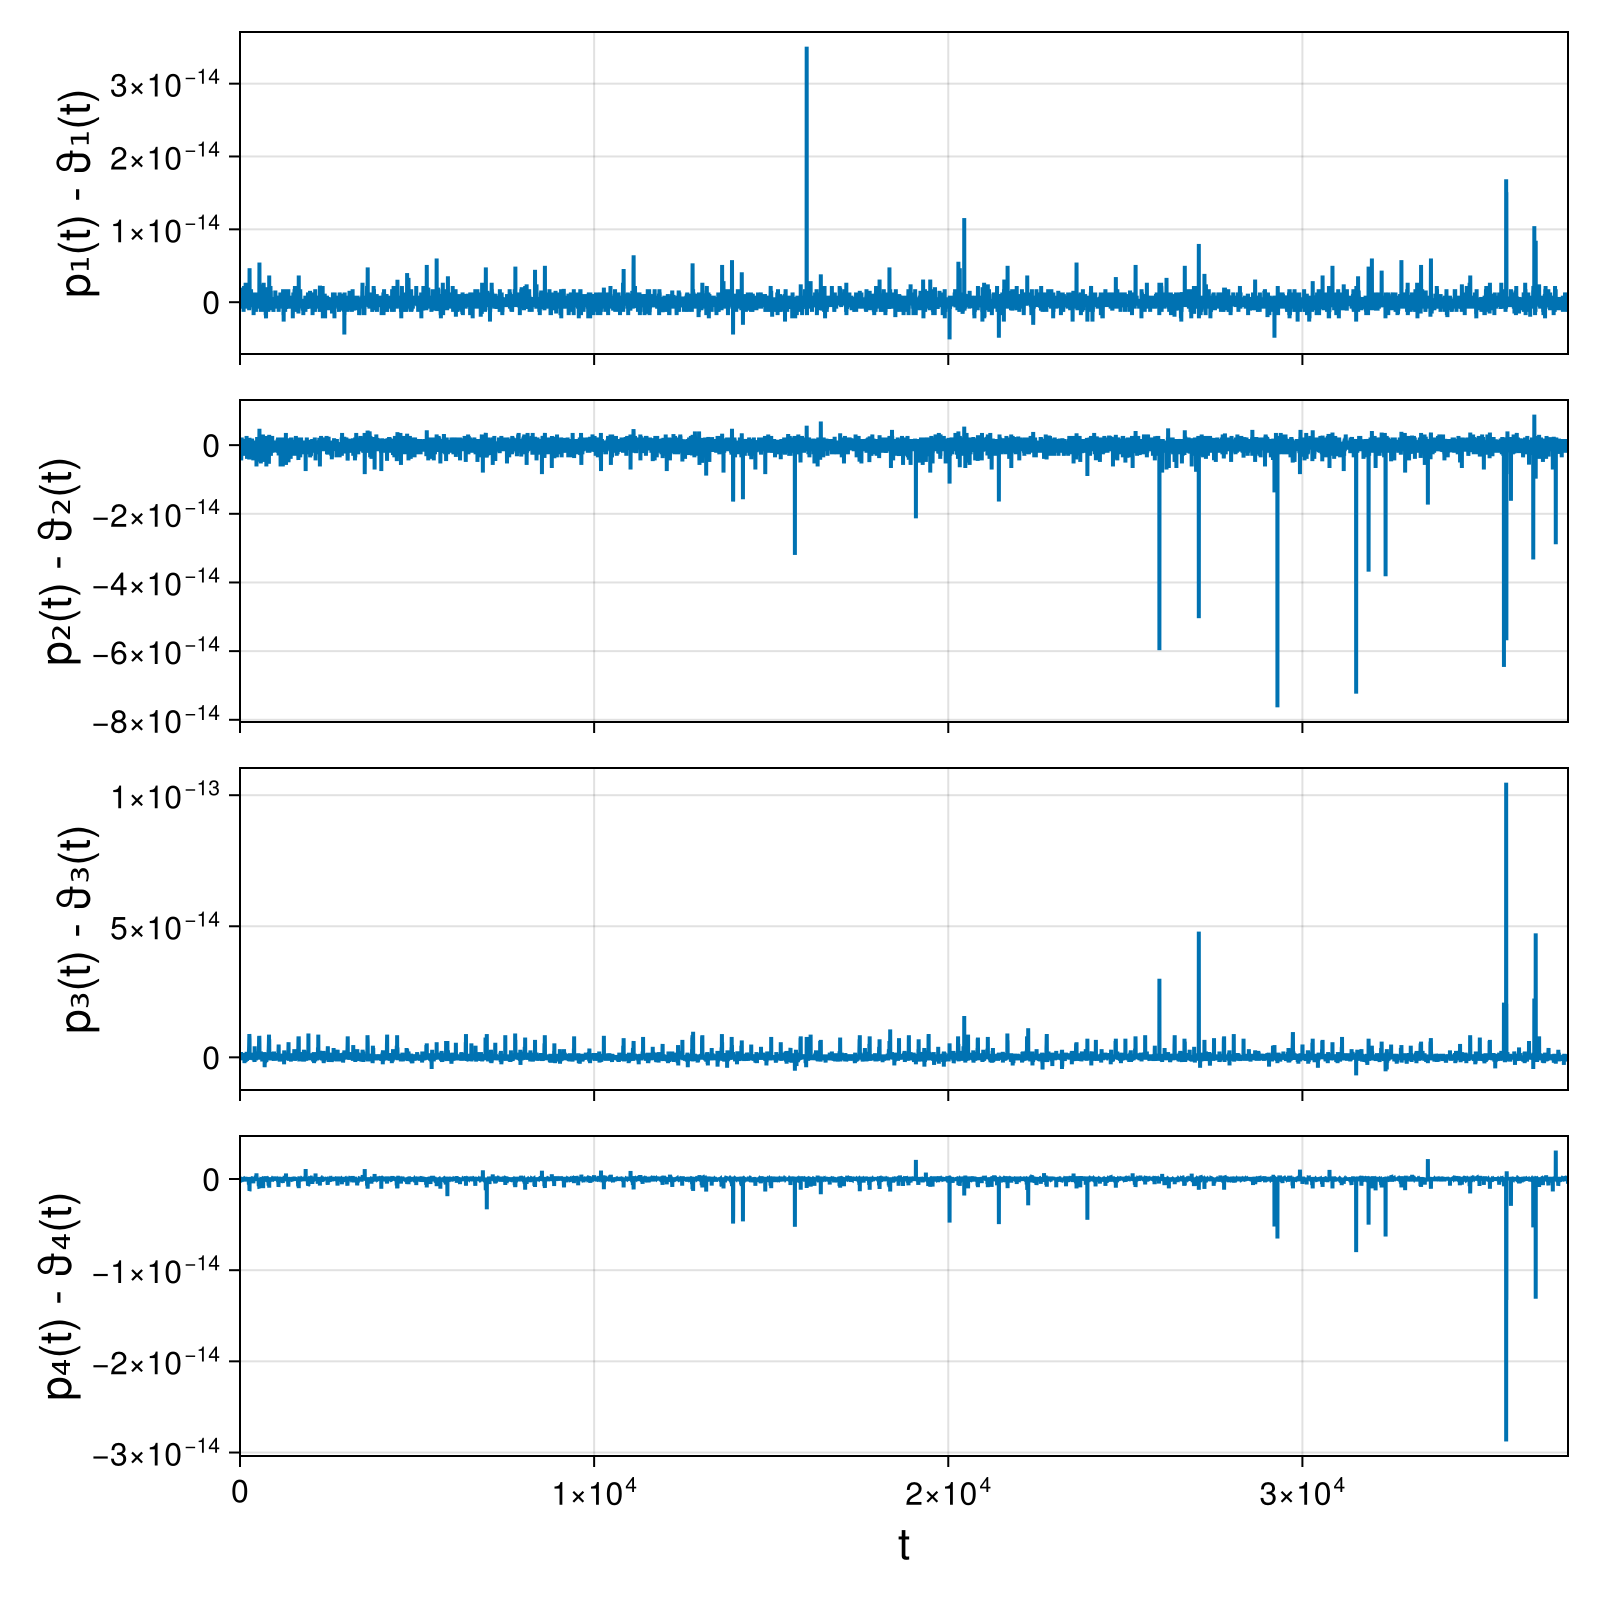 p₁(t) - ϑ₁(t)
3×10⁻¹⁴
2×10⁻¹⁴
1×10⁻¹⁴
0
p₂(t) - ϑ₂(t)
0
−2×10⁻¹⁴
−4×10⁻¹⁴
−6×10⁻¹⁴
−8×10⁻¹⁴
p₃(t) - ϑ₃(t)
1×10⁻¹³
5×10⁻¹⁴
0
p₄(t) - ϑ₄(t)
0
−1×10⁻¹⁴
−2×10⁻¹⁴
−3×10⁻¹⁴
0 1×10⁴ 2×10⁴ 3×10⁴
t